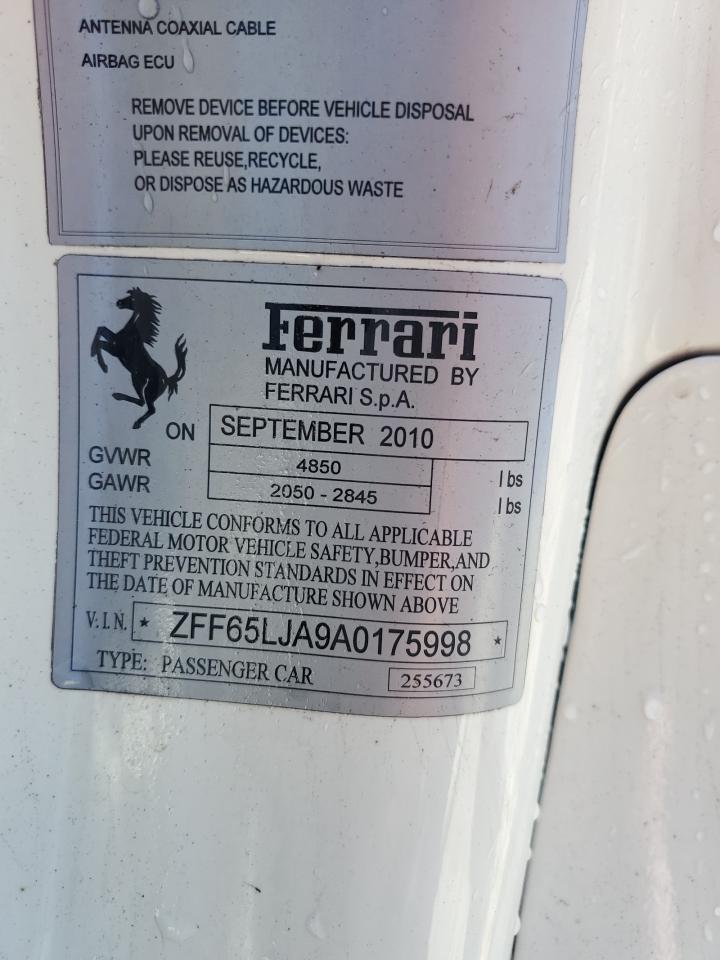 ANTENNA COAXIAL CABLE
AIRBAG ECU
REMOVE DEVICE BEFORE VEHICLE DISPOSAL
UPON REMOVAL OF DEVICES:
PLEASE REUSE,RECYCLE,
OR DISPOSE AS HAZARDOUS WASTE
Ferrari
MANUFACTURED BY
FERRARI S.p.A.
ON SEPTEMBER 2010
GVWR 4850 lbs
GAWR 2050 - 2845 lbs
THIS VEHICLE CONFORMS TO ALL APPLICABLE
FEDERAL MOTOR VEHICLE SAFETY,BUMPER,AND
THEFT PREVENTION STANDARDS IN EFFECT ON
THE DATE OF MANUFACTURE SHOWN ABOVE
V.I.N. * ZFF65LJA9A0175998 *
TYPE: PASSENGER CAR 255673